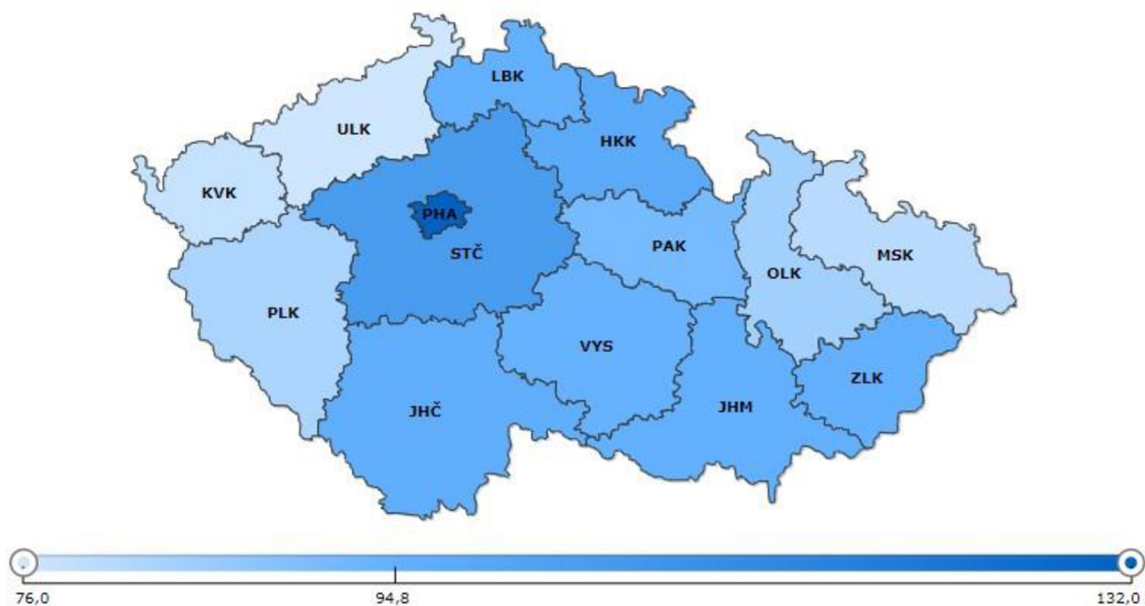 LBK
ULK
HKK
KVK
PHA
PAK
STČ
MSK
OLK
PLK
VYS
ZLK
JHČ
JHM
76,0
94,8
132,0